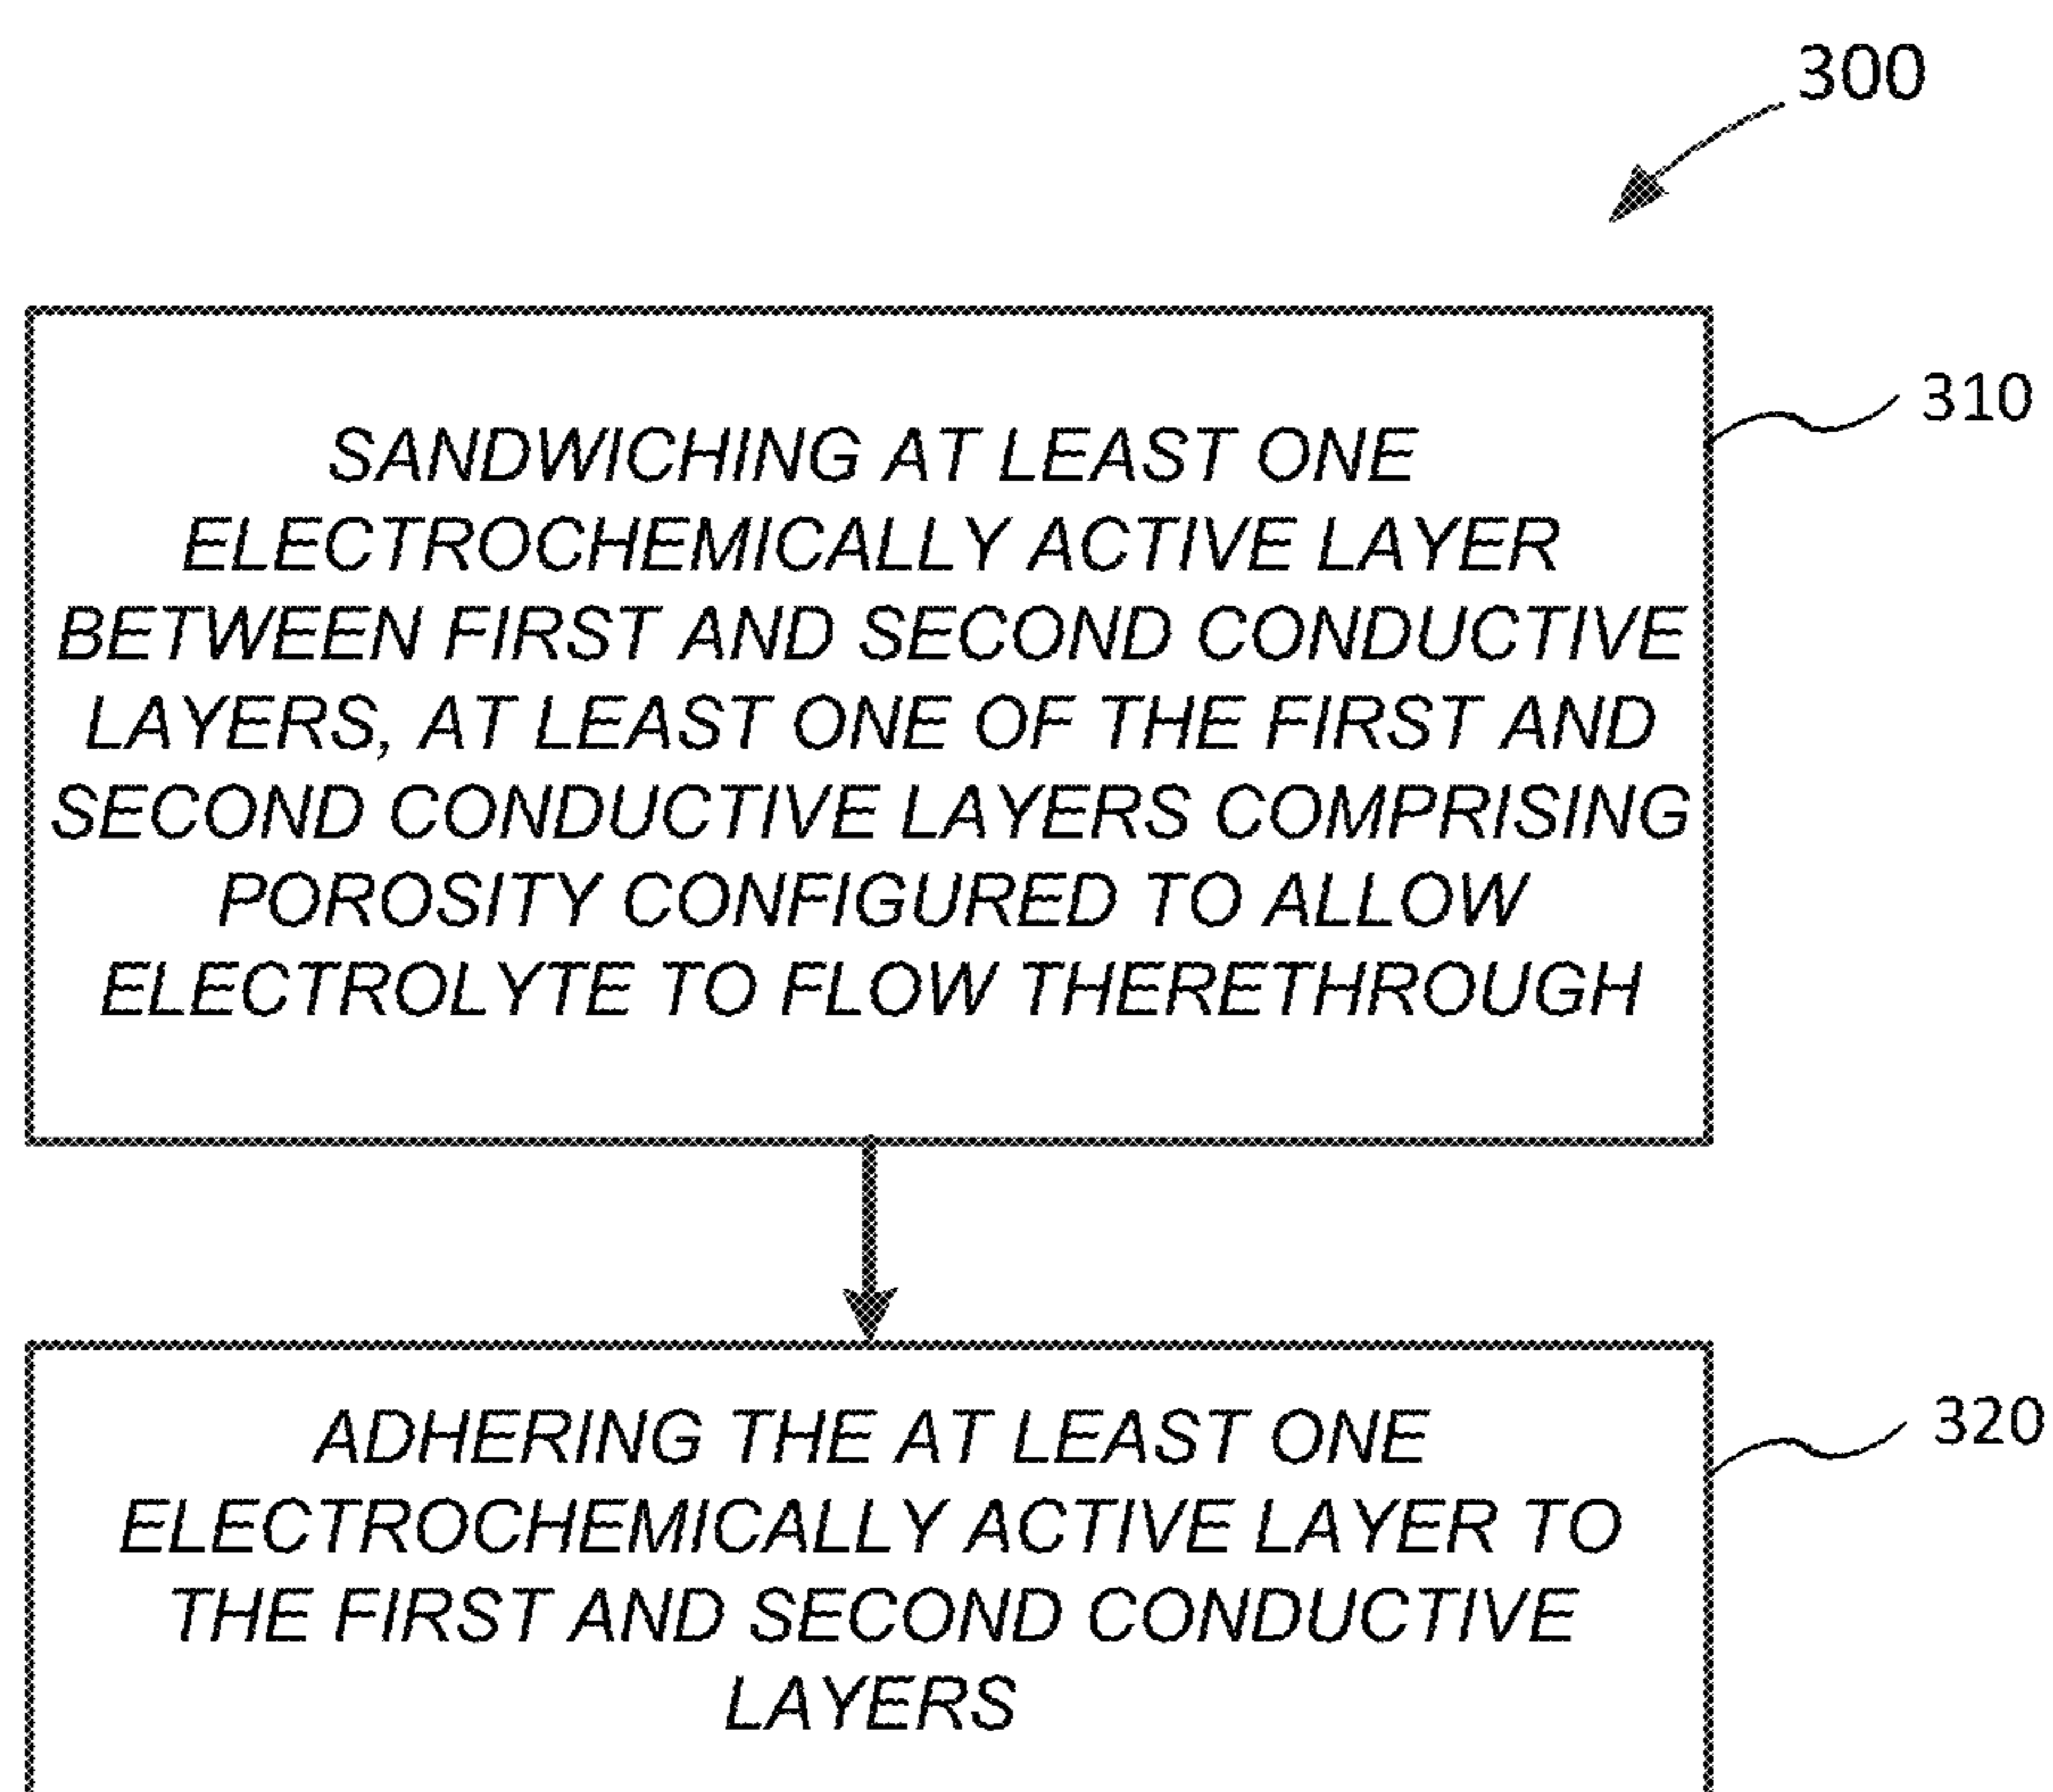 300
310
SANDWICHING AT LEAST ONE
ELECTROCHEMICALLY ACTIVE LAYER
BETWEEN FIRST AND SECOND CONDUCTIVE
LAYERS, AT LEAST ONE OF THE FIRST AND
SECOND CONDUCTIVE LAYERS COMPRISING
POROSITY CONFIGURED TO ALLOW
ELECTROLYTE TO FLOW THERETHROUGH
320
ADHERING THE AT LEAST ONE
ELECTROCHEMICALLY ACTIVE LAYER TO
THE FIRST AND SECOND CONDUCTIVE
LAYERS